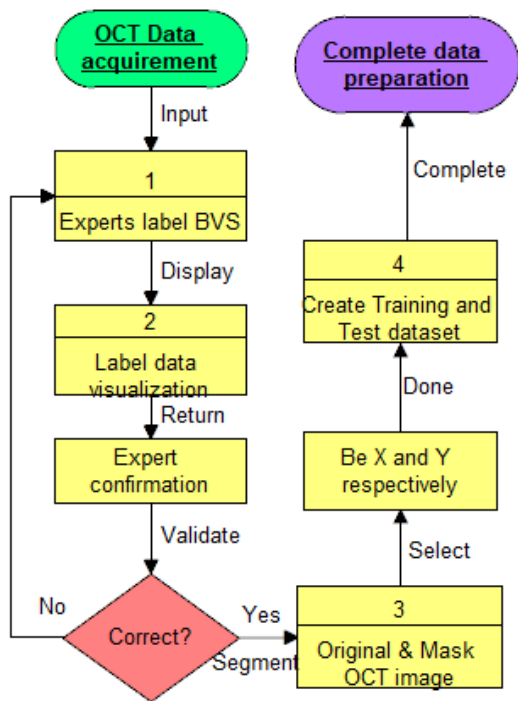 OCT Data
acquirement
Input
1
Experts label BVS
Display
2
Label data
visualization
Return
Expert
confirmation
Validate
Correct?
No
Yes
Segment
3
Original & Mask
OCT image
Select
Be X and Y
respectively
Done
4
Create Training and
Test dataset
Complete
Complete data
preparation